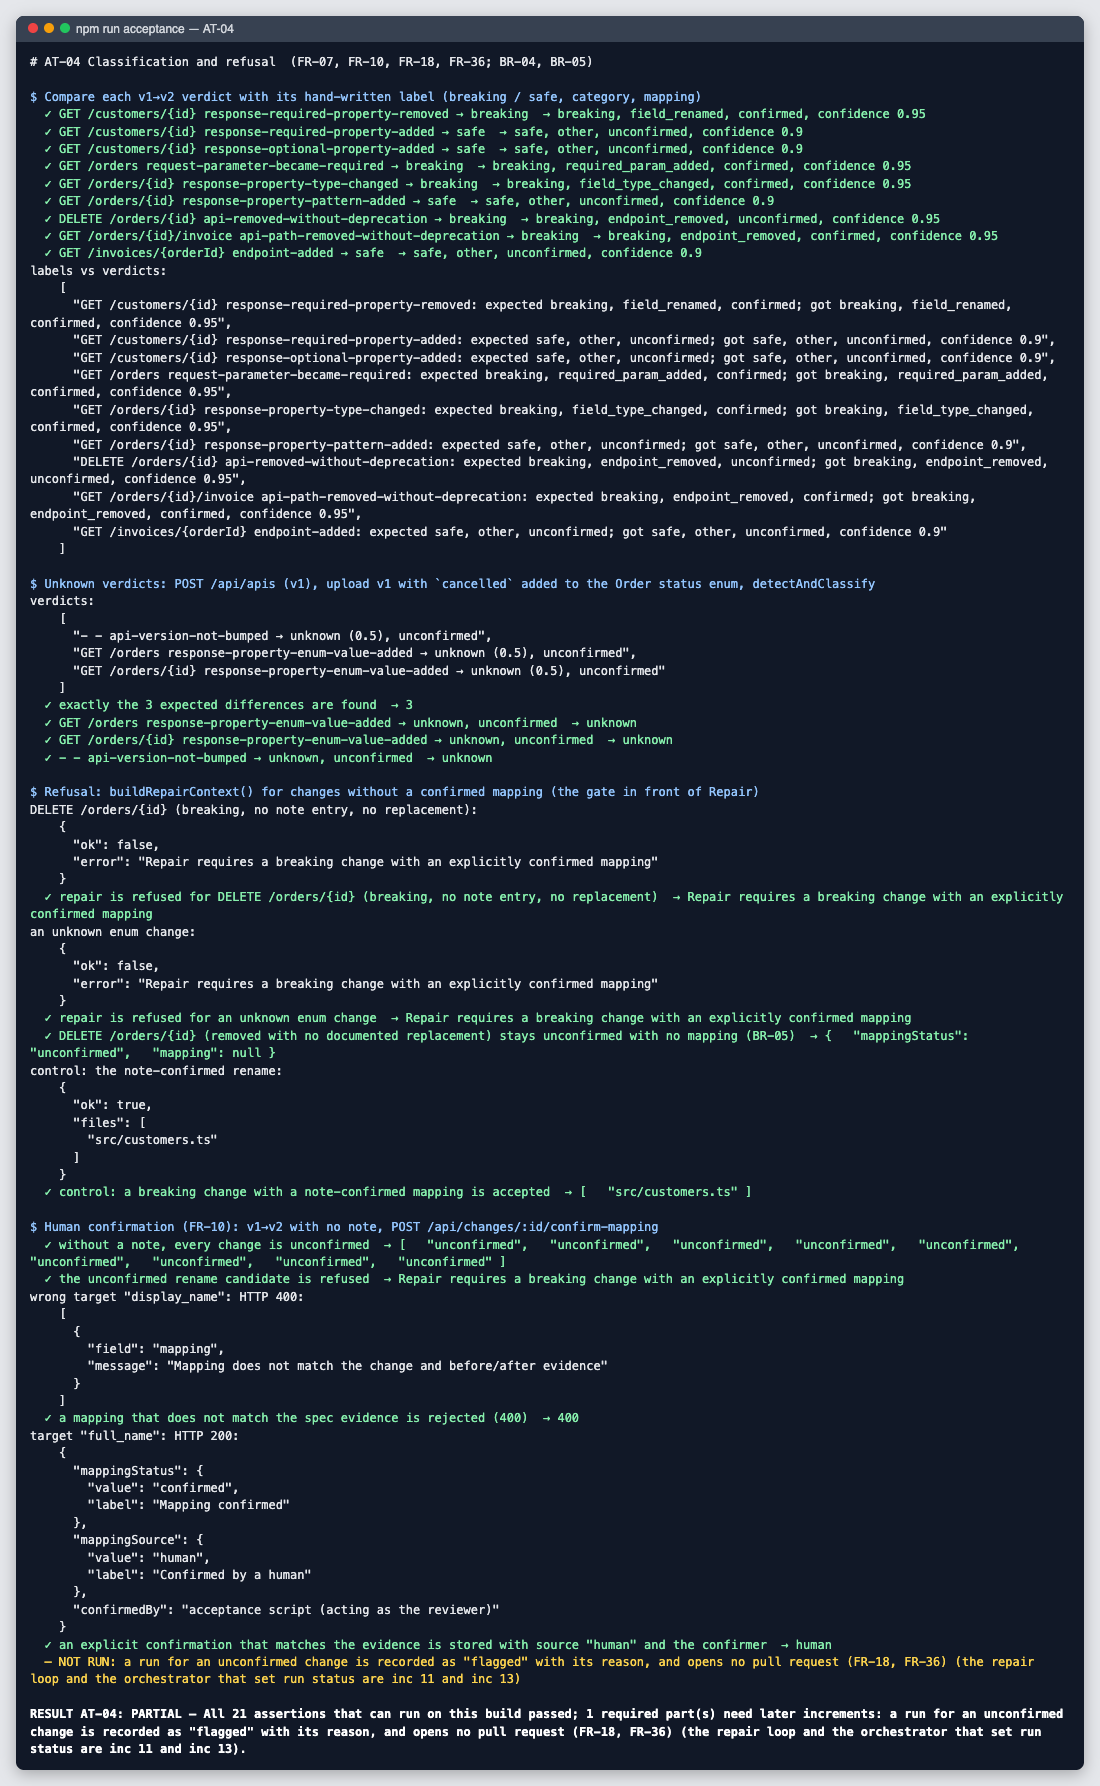 npm run acceptance — AT-04
# AT-04 Classification and refusal  (FR-07, FR-10, FR-18, FR-36; BR-04, BR-05)
$ Compare each v1→v2 verdict with its hand-written label (breaking / safe, category, mapping)
✓ GET /customers/{id} response-required-property-removed → breaking  → breaking, field_renamed, confirmed, confidence 0.95
✓ GET /customers/{id} response-required-property-added → safe  → safe, other, unconfirmed, confidence 0.9
✓ GET /customers/{id} response-optional-property-added → safe  → safe, other, unconfirmed, confidence 0.9
✓ GET /orders request-parameter-became-required → breaking  → breaking, required_param_added, confirmed, confidence 0.95
✓ GET /orders/{id} response-property-type-changed → breaking  → breaking, field_type_changed, confirmed, confidence 0.95
✓ GET /orders/{id} response-property-pattern-added → safe  → safe, other, unconfirmed, confidence 0.9
✓ DELETE /orders/{id} api-removed-without-deprecation → breaking  → breaking, endpoint_removed, unconfirmed, confidence 0.95
✓ GET /orders/{id}/invoice api-path-removed-without-deprecation → breaking  → breaking, endpoint_removed, confirmed, confidence 0.95
✓ GET /invoices/{orderId} endpoint-added → safe  → safe, other, unconfirmed, confidence 0.9
labels vs verdicts:
[
"GET /customers/{id} response-required-property-removed: expected breaking, field_renamed, confirmed; got breaking, field_renamed,
confirmed, confidence 0.95",
"GET /customers/{id} response-required-property-added: expected safe, other, unconfirmed; got safe, other, unconfirmed, confidence 0.9",
"GET /customers/{id} response-optional-property-added: expected safe, other, unconfirmed; got safe, other, unconfirmed, confidence 0.9",
"GET /orders request-parameter-became-required: expected breaking, required_param_added, confirmed; got breaking, required_param_added,
confirmed, confidence 0.95",
"GET /orders/{id} response-property-type-changed: expected breaking, field_type_changed, confirmed; got breaking, field_type_changed,
confirmed, confidence 0.95",
"GET /orders/{id} response-property-pattern-added: expected safe, other, unconfirmed; got safe, other, unconfirmed, confidence 0.9",
"DELETE /orders/{id} api-removed-without-deprecation: expected breaking, endpoint_removed, unconfirmed; got breaking, endpoint_removed,
unconfirmed, confidence 0.95",
"GET /orders/{id}/invoice api-path-removed-without-deprecation: expected breaking, endpoint_removed, confirmed; got breaking,
endpoint_removed, confirmed, confidence 0.95",
"GET /invoices/{orderId} endpoint-added: expected safe, other, unconfirmed; got safe, other, unconfirmed, confidence 0.9"
]
$ Unknown verdicts: POST /api/apis (v1), upload v1 with `cancelled` added to the Order status enum, detectAndClassify
verdicts:
[
"— — api-version-not-bumped → unknown (0.5), unconfirmed",
"GET /orders response-property-enum-value-added → unknown (0.5), unconfirmed",
"GET /orders/{id} response-property-enum-value-added → unknown (0.5), unconfirmed"
]
✓ exactly the 3 expected differences are found  → 3
✓ GET /orders response-property-enum-value-added → unknown, unconfirmed  → unknown
✓ GET /orders/{id} response-property-enum-value-added → unknown, unconfirmed  → unknown
✓ — — api-version-not-bumped → unknown, unconfirmed  → unknown
$ Refusal: buildRepairContext() for changes without a confirmed mapping (the gate in front of Repair)
DELETE /orders/{id} (breaking, no note entry, no replacement):
{
"ok": false,
"error": "Repair requires a breaking change with an explicitly confirmed mapping"
}
✓ repair is refused for DELETE /orders/{id} (breaking, no note entry, no replacement)  → Repair requires a breaking change with an explicitly
confirmed mapping
an unknown enum change:
{
"ok": false,
"error": "Repair requires a breaking change with an explicitly confirmed mapping"
}
✓ repair is refused for an unknown enum change  → Repair requires a breaking change with an explicitly confirmed mapping
✓ DELETE /orders/{id} (removed with no documented replacement) stays unconfirmed with no mapping (BR-05)  → {   "mappingStatus":
"unconfirmed",   "mapping": null }
control: the note-confirmed rename:
{
"ok": true,
"files": [
"src/customers.ts"
]
}
✓ control: a breaking change with a note-confirmed mapping is accepted  → [   "src/customers.ts" ]
$ Human confirmation (FR-10): v1→v2 with no note, POST /api/changes/:id/confirm-mapping
✓ without a note, every change is unconfirmed  → [   "unconfirmed",   "unconfirmed",   "unconfirmed",   "unconfirmed",   "unconfirmed",
"unconfirmed",   "unconfirmed",   "unconfirmed",   "unconfirmed" ]
✓ the unconfirmed rename candidate is refused  → Repair requires a breaking change with an explicitly confirmed mapping
wrong target "display_name": HTTP 400:
[
{
"field": "mapping",
"message": "Mapping does not match the change and before/after evidence"
}
]
✓ a mapping that does not match the spec evidence is rejected (400)  → 400
target "full_name": HTTP 200:
{
"mappingStatus": {
"value": "confirmed",
"label": "Mapping confirmed"
},
"mappingSource": {
"value": "human",
"label": "Confirmed by a human"
},
"confirmedBy": "acceptance script (acting as the reviewer)"
}
✓ an explicit confirmation that matches the evidence is stored with source "human" and the confirmer  → human
— NOT RUN: a run for an unconfirmed change is recorded as "flagged" with its reason, and opens no pull request (FR-18, FR-36) (the repair
loop and the orchestrator that set run status are inc 11 and inc 13)
RESULT AT-04: PARTIAL — All 21 assertions that can run on this build passed; 1 required part(s) need later increments: a run for an unconfirmed
change is recorded as "flagged" with its reason, and opens no pull request (FR-18, FR-36) (the repair loop and the orchestrator that set run
status are inc 11 and inc 13).